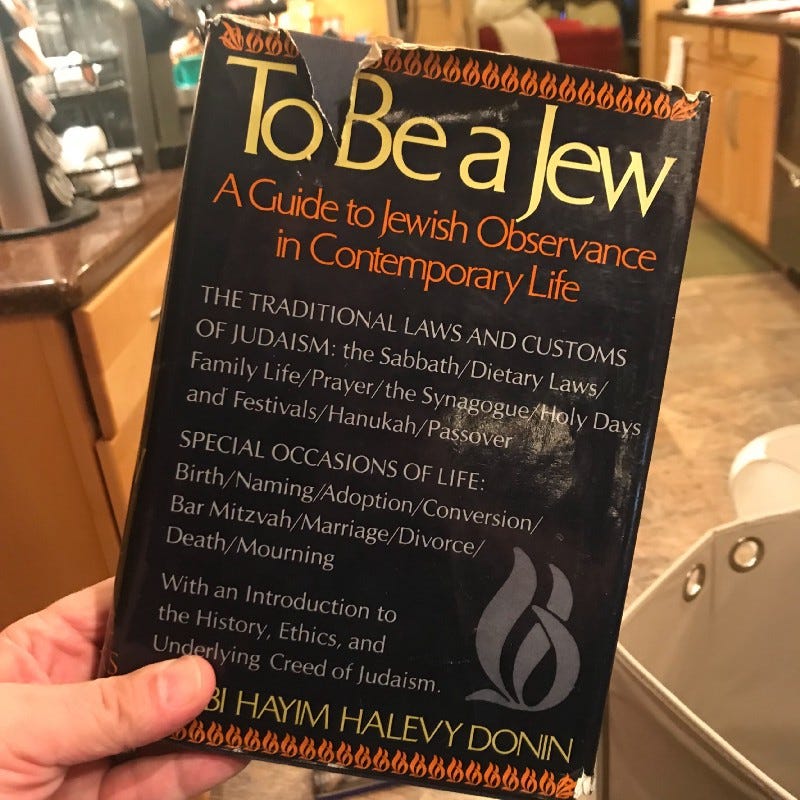 To Be a Jew
A Guide to Jewish Observance
in Contemporary Life
THE TRADITIONAL LAWS AND CUSTOMS
OF JUDAISM: the Sabbath/Dietary Laws/
Family Life/Prayer/the Synagogue/Holy Days
and Festivals/Hanukah/Passover
SPECIAL OCCASIONS OF LIFE:
Birth/Naming/Adoption/Conversion/
Bar Mitzvah/Marriage/Divorce/
Death/Mourning
With an Introduction to
the History, Ethics, and
Underlying Creed of Judaism.
BI HAYIM HALEVY DONIN